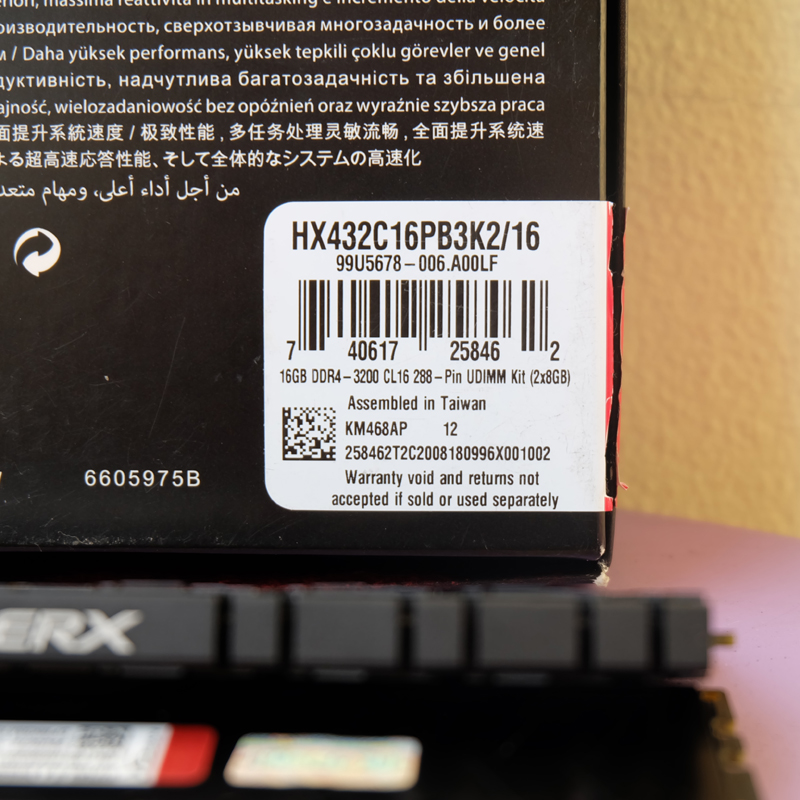 massima reattività in multitasking e incremento della velocità
оизводительность, сверхотзывчивая многозадачность и более
м / Daha yüksek performans, yüksek tepkili çoklu görevler ve genel
дуктивність, надчутлива багатозадачність та збільшена
ajność, wielozadaniowość bez opóźnień oraz wyraźnie szybsza praca
面提升系統速度 / 极致性能 , 多任务处理灵敏流畅 , 全面提升系统速
よる超高速応答性能、そして全体的なシステムの高速化
من أجل أداء أعلى، ومهام متعد
HX432C16PB3K2/16
99U5678-006.A00LF
7 40617 25846 2
16GB DDR4-3200 CL16 288-Pin UDIMM Kit (2x8GB)
Assembled in Taiwan
KM468AP 12
258462T2C2008180996X001002
Warranty void and returns not
accepted if sold or used separately
6605975B
ERX